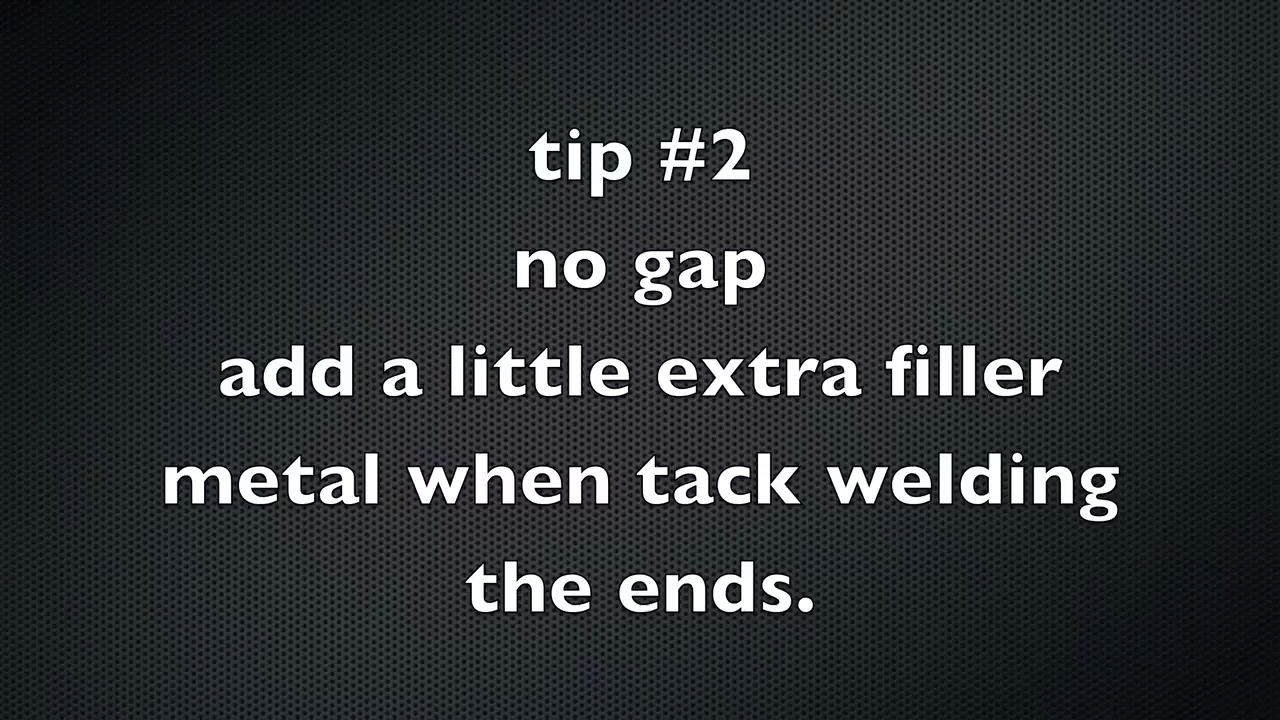 tip #2
no gap
add a little extra filler
metal when tack welding
the ends.